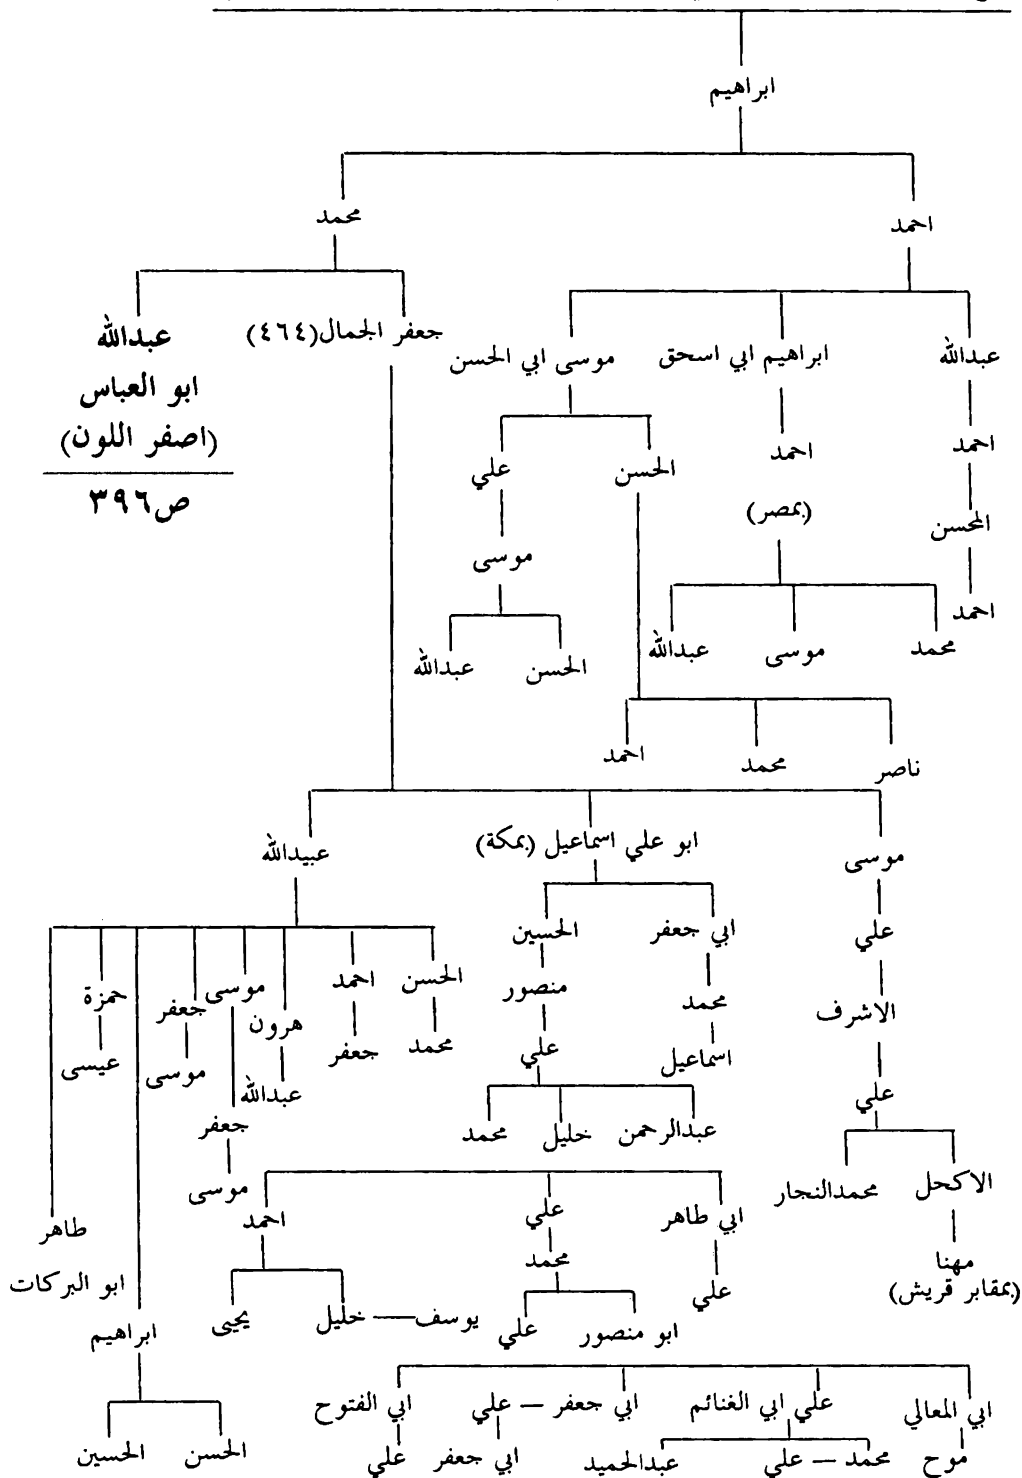 ابراهيم
محمد
احمد
عبدالله
ابو العباس
(اصفر اللون)
ص٣٩٦
جعفر الجمال(٤٦٤)
موسى ابي الحسن
ابراهيم ابي اسحق
عبدالله
علي
الحسن
احمد
احمد
(بمصر)
المحسن
موسى
احمد
عبدالله
الحسن
عبدالله
موسى
محمد
احمد
محمد
ناصر
عبيدالله
ابو علي اسماعيل (بمكة)
موسى
الحسين
ابي جعفر
علي
حمزة
جعفر
موسى
هرون
احمد
الحسن
منصور
محمد
الاشرف
عيسى
موسى
عبدالله
جعفر
محمد
علي
اسماعيل
علي
جعفر
محمد
خليل
عبدالرحمن
موسى
محمدالنجار
الاكحل
طاهر
ابو البركات
احمد
علي
ابي طاهر
محمد
مهنا
(بمقابر قريش)
علي
ابراهيم
يحيى
يوسف — خليل
علي
ابو منصور
الحسين
الحسن
ابي الفتوح
ابي جعفر — علي
علي ابي الغنائم
ابي المعالي
علي
ابي جعفر
عبدالحميد
محمد — علي
موح